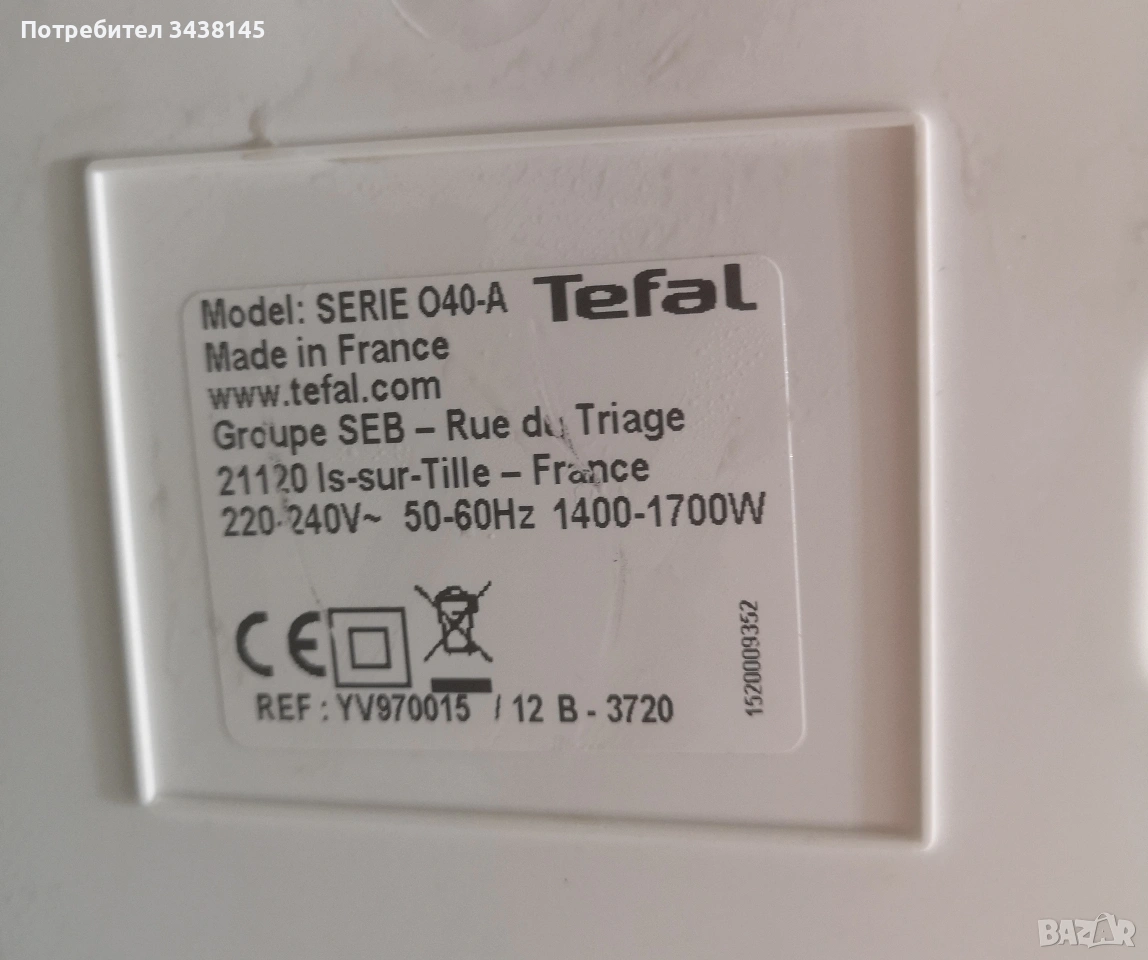 Потребител 3438145
Model: SERIE O40-A Tefal
Made in France
www.tefal.com
Groupe SEB – Rue du Triage
21120 Is-sur-Tille – France
220-240V~ 50-60Hz 1400-1700W
CE
1520009352
REF : YV970015 / 12 B - 3720
BAZAR